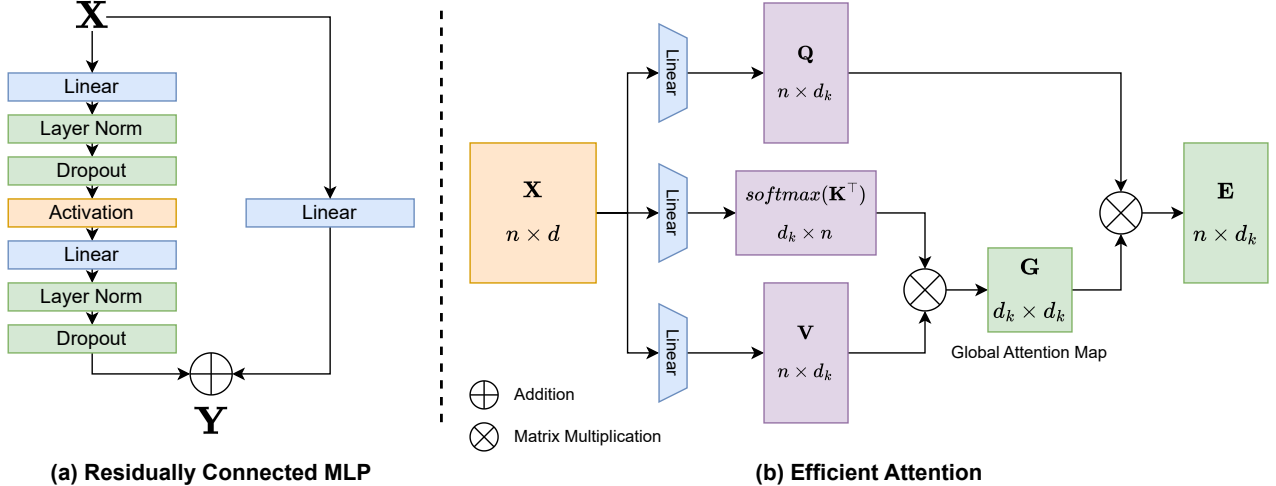 X
Linear
Layer Norm
Dropout
Activation
Linear
Layer Norm
Dropout
Linear
Y
(a) Residually Connected MLP
X
n × d
Linear
Linear
Linear
Q
n × d_k
softmax(K^⊤)
d_k × n
V
n × d_k
G
d_k × d_k
Global Attention Map
E
n × d_k
Addition
Matrix Multiplication
(b) Efficient Attention